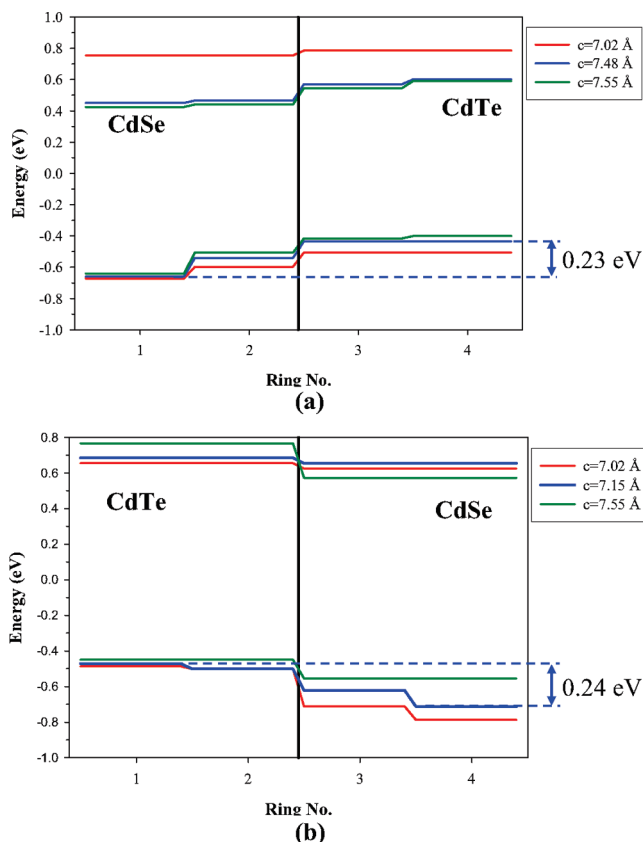 1.0
0.8
0.6
0.4
0.2
0.0
-0.2
-0.4
-0.6
-0.8
-1.0
Energy (eV)
CdSe
CdTe
c=7.02 Å
c=7.48 Å
c=7.55 Å
0.23 eV
1 2 3 4
Ring No.
(a)
0.8
0.6
0.4
0.2
0.0
-0.2
-0.4
-0.6
-0.8
-1.0
Energy (eV)
CdTe
CdSe
c=7.02 Å
c=7.15 Å
c=7.55 Å
0.24 eV
1 2 3 4
Ring No.
(b)